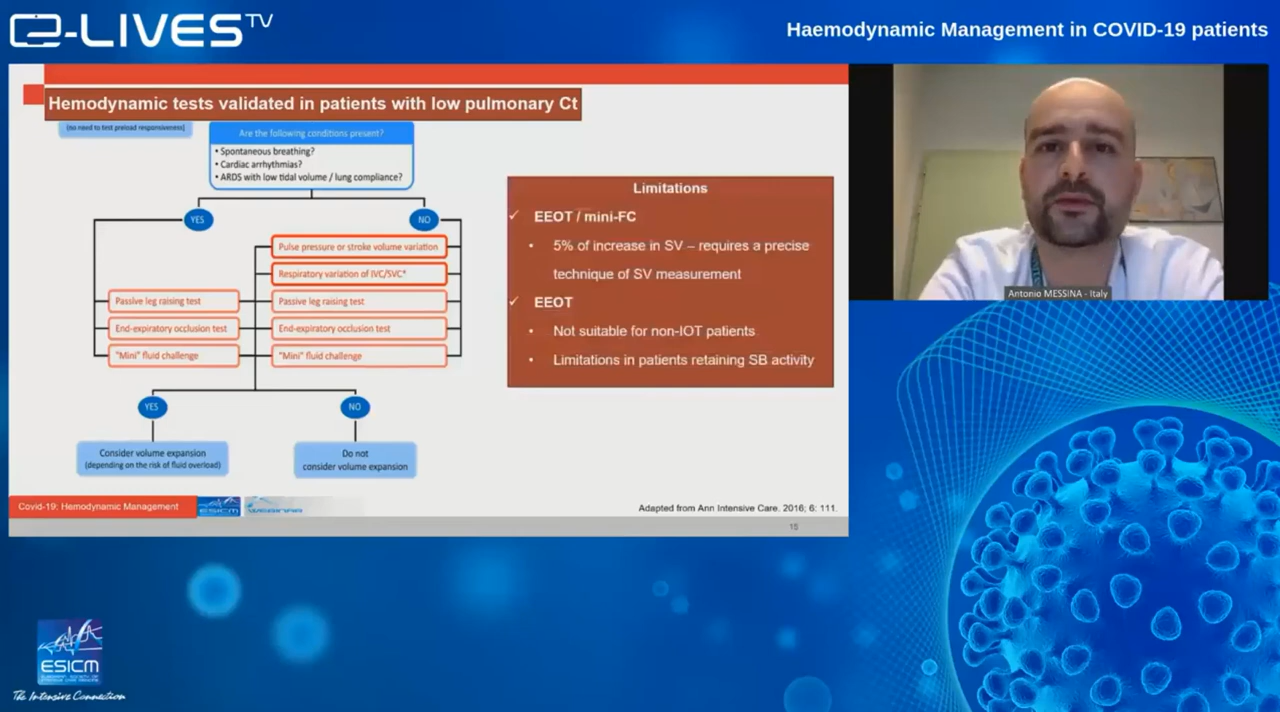 e-LIVES TV
Haemodynamic Management in COVID-19 patients
Hemodynamic tests validated in patients with low pulmonary Ct
(no need to test preload responsiveness)
Are the following conditions present?
• Spontaneous breathing?
• Cardiac arrhythmias?
• ARDS with low tidal volume / lung compliance?
YES
NO
Pulse pressure or stroke volume variation
Respiratory variation of IVC/SVC*
Passive leg raising test
Passive leg raising test
End-expiratory occlusion test
End-expiratory occlusion test
"Mini" fluid challenge
"Mini" fluid challenge
YES
NO
Consider volume expansion
(depending on the risk of fluid overload)
Do not
consider volume expansion
Limitations
✓ EEOT / mini-FC
• 5% of increase in SV – requires a precise
technique of SV measurement
✓ EEOT
• Not suitable for non-IOT patients
• Limitations in patients retaining SB activity
Covid-19: Hemodynamic Management
ESICM
WEBINAR
Adapted from Ann Intensive Care. 2016; 6: 111.
15
Antonio MESSINA - Italy
ESICM
The Intensive Connection